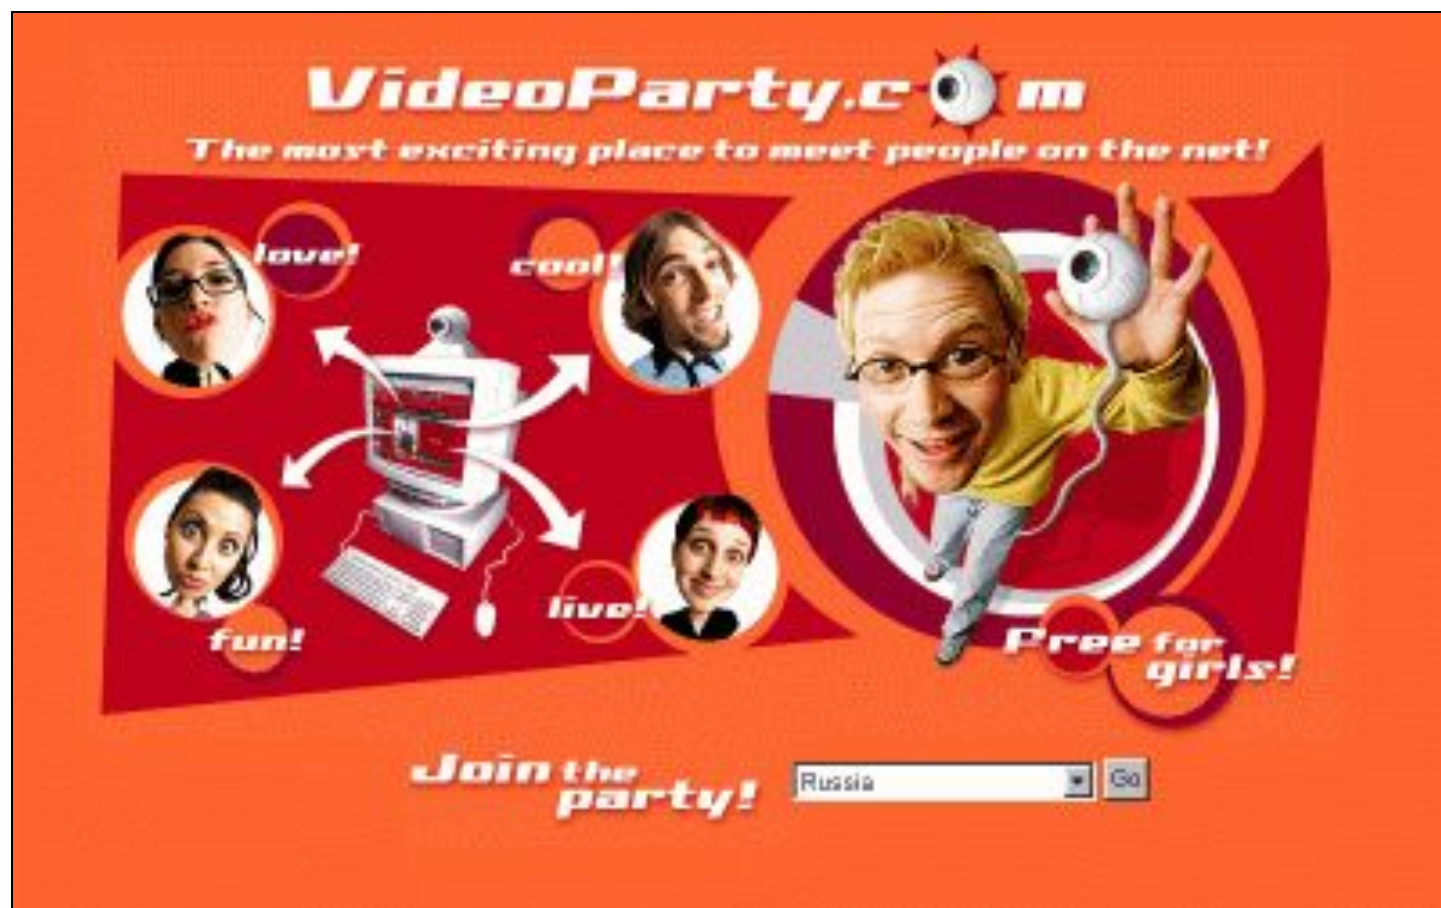 VideoParty.com
The most exciting place to meet people on the net!
love!
cool!
fun!
live!
Free for
girls!
Join the
party!
Russia
Go